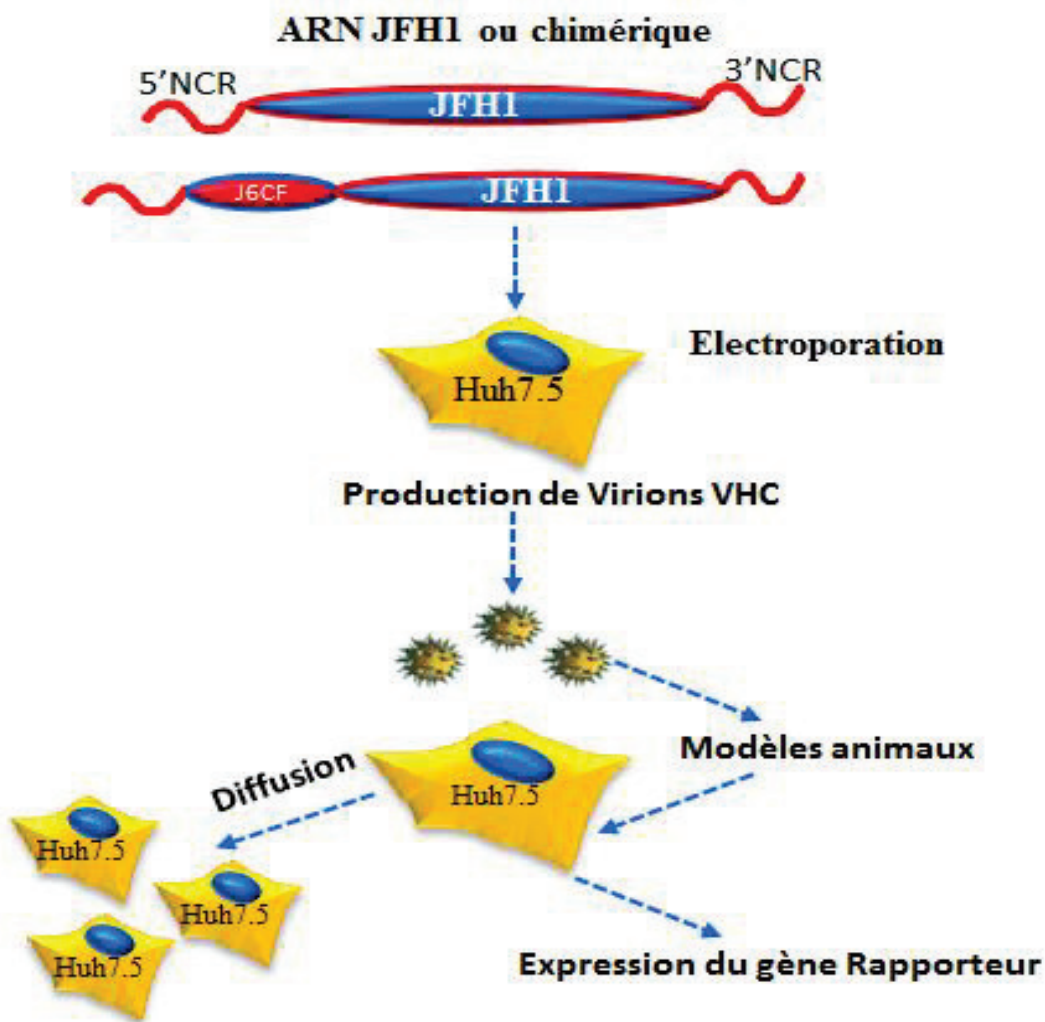 ARN JFH1 ou chimérique
5'NCR
3'NCR
JFH1
J6CF
JFH1
Huh7.5
Electroporation
Production de Virions VHC
Modèles animaux
Diffusion
Huh7.5
Huh7.5
Huh7.5
Huh7.5
Expression du gène Rapporteur